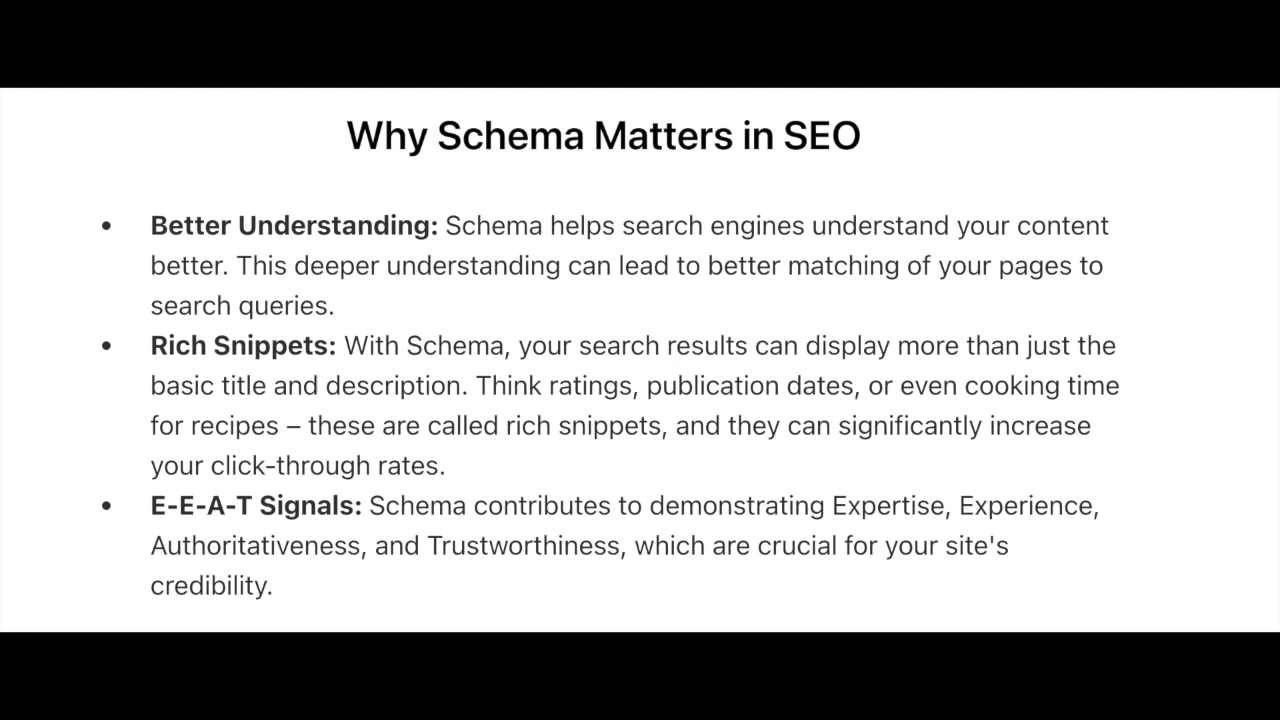 Why Schema Matters in SEO
• Better Understanding: Schema helps search engines understand your content
better. This deeper understanding can lead to better matching of your pages to
search queries.
• Rich Snippets: With Schema, your search results can display more than just the
basic title and description. Think ratings, publication dates, or even cooking time
for recipes – these are called rich snippets, and they can significantly increase
your click-through rates.
• E-E-A-T Signals: Schema contributes to demonstrating Expertise, Experience,
Authoritativeness, and Trustworthiness, which are crucial for your site's
credibility.